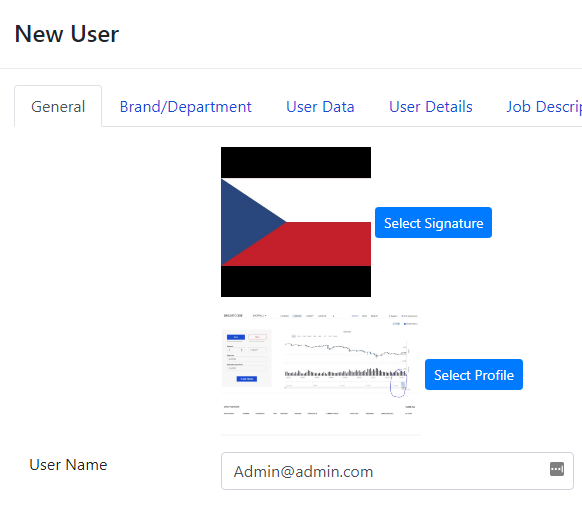 New User
General
Brand/Department
User Data
User Details
Job Descrip
Select Signature
Select Profile
User Name
Admin@admin.com